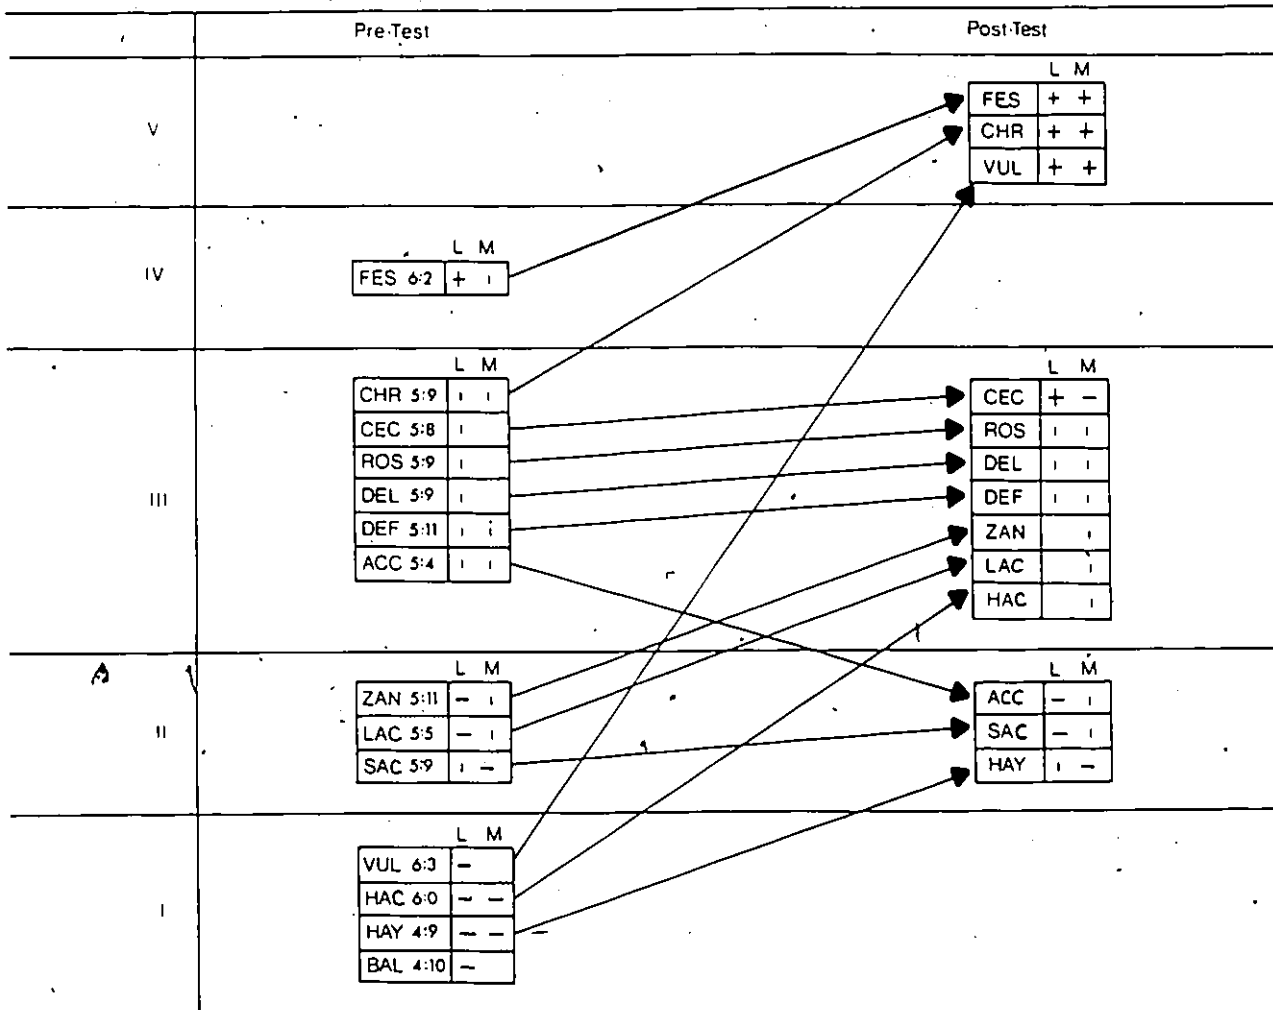 Pre-Test Post-Test
L M
FES + +
V CHR + +
VUL + +
L M
IV FES 6:2 + ı
L M L M
CHR 5:9 ı ı CEC + −
CEC 5:8 ı ROS ı ı
ROS 5:9 ı DEL ı ı
III DEL 5:9 ı DEF ı ı
DEF 5:11 ı ı ZAN ı
ACC 5:4 ı ı LAC ı
HAC ı
L M L M
ZAN 5:11 − ı ACC − ı
II LAC 5:5 − ı SAC − ı
SAC 5:9 ı − HAY ı −
L M
VUL 6:3 −
I HAC 6:0 − −
HAY 4:9 − −
BAL 4:10 −